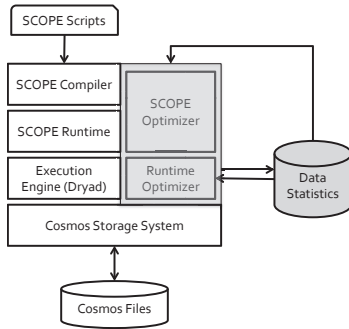 SCOPE Scripts
SCOPE Compiler
SCOPE
Optimizer
SCOPE Runtime
Execution
Engine (Dryad)
Runtime
Optimizer
Data
Statistics
Cosmos Storage System
Cosmos Files